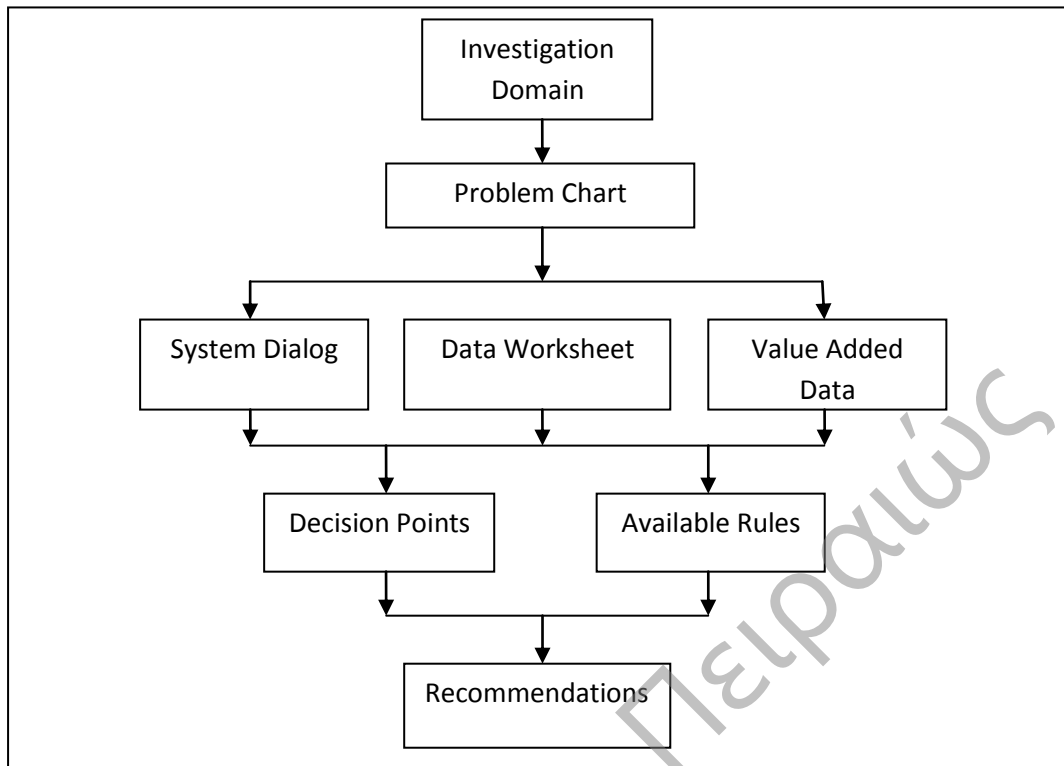 Investigation
Domain
Problem Chart
System Dialog
Data Worksheet
Value Added
Data
Decision Points
Available Rules
Recommendations
Πειραιώς